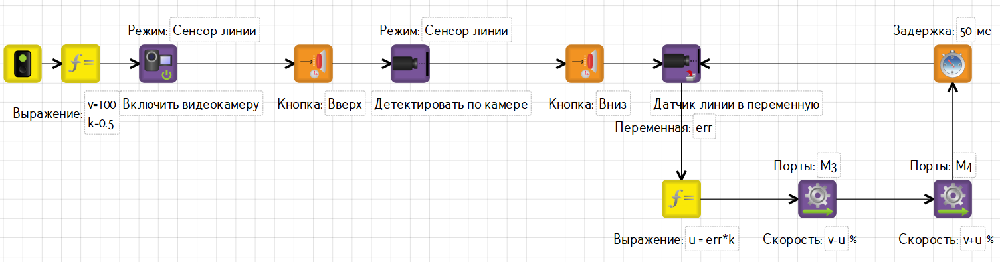 Режим: Сенсор линии
Режим: Сенсор линии
Задержка: 50 мс
Выражение: v=100
k=0.5
Включить видеокамеру
Кнопка: Вверх
Детектировать по камере
Кнопка: Вниз
Датчик линии в переменную
Переменная: err
Порты: M3
Порты: M4
Выражение: u = err*k
Скорость: v-u %
Скорость: v+u %